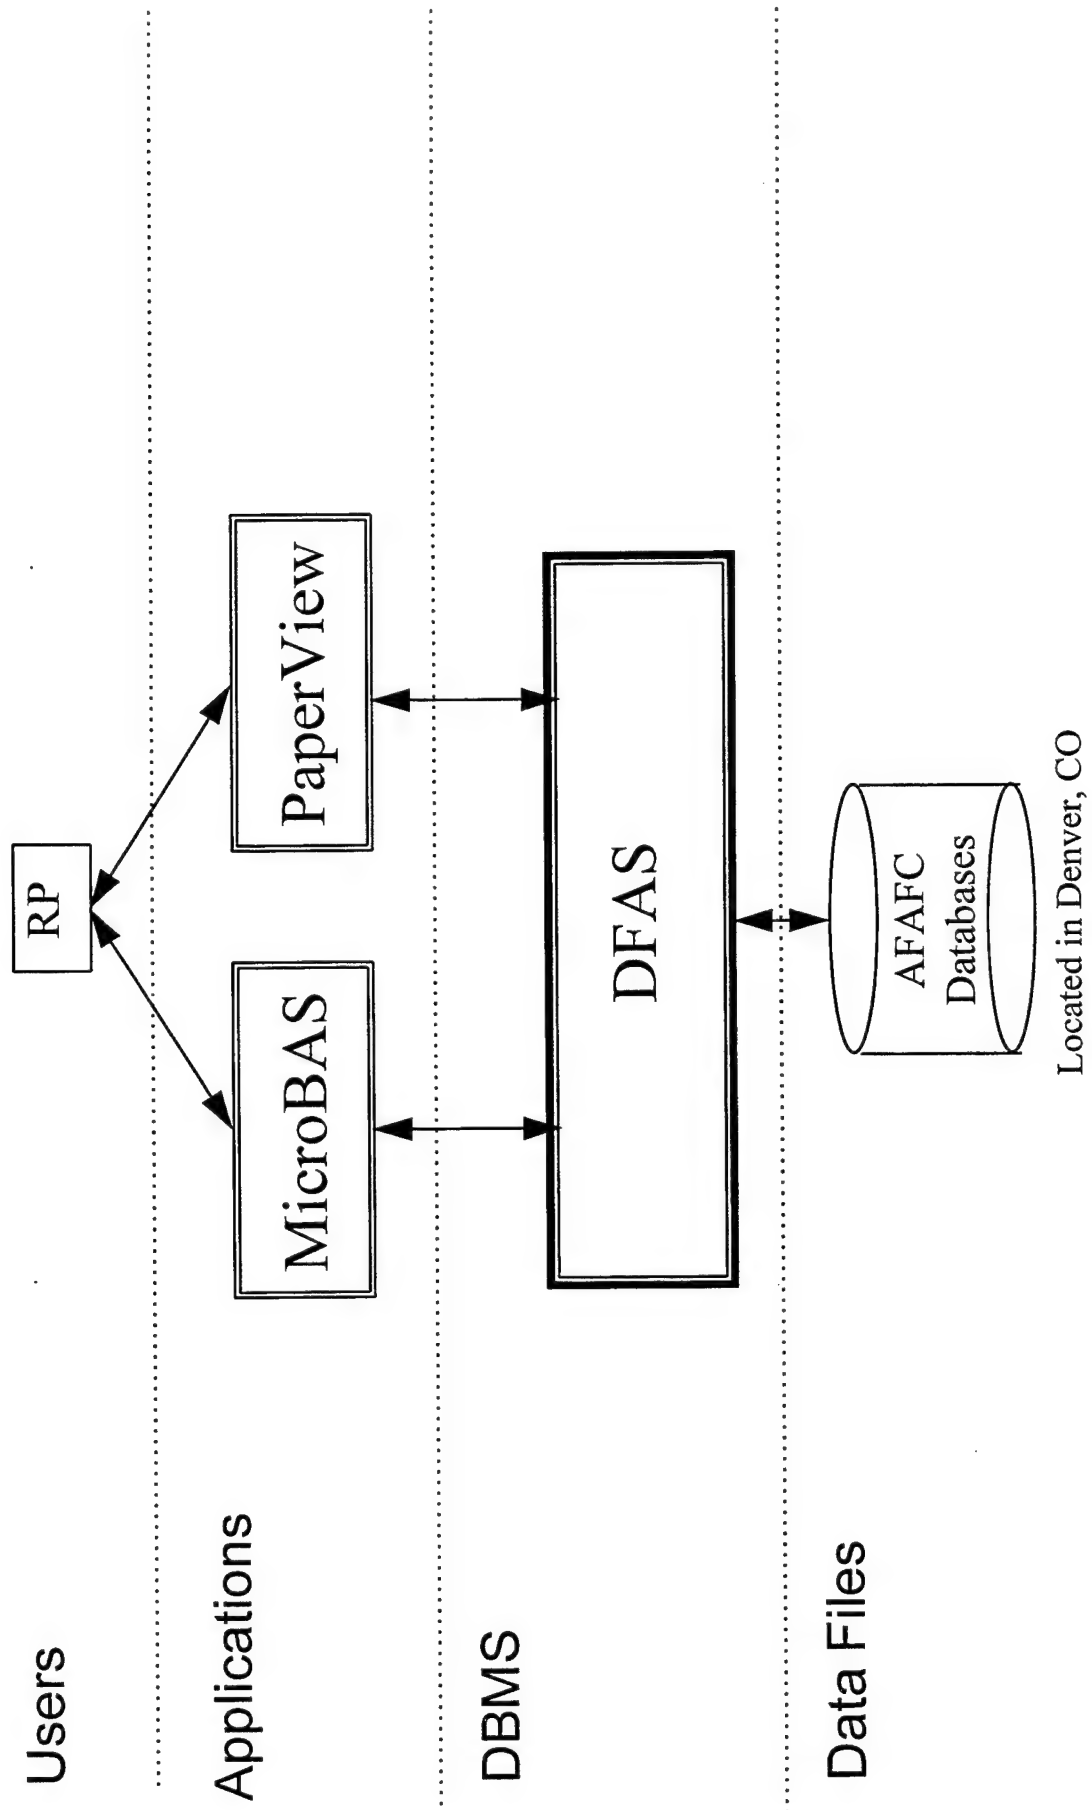 Users
RP
Applications
MicroBAS
PaperView
DBMS
DFAS
Data Files
AFAFC
Databases
Located in Denver, CO